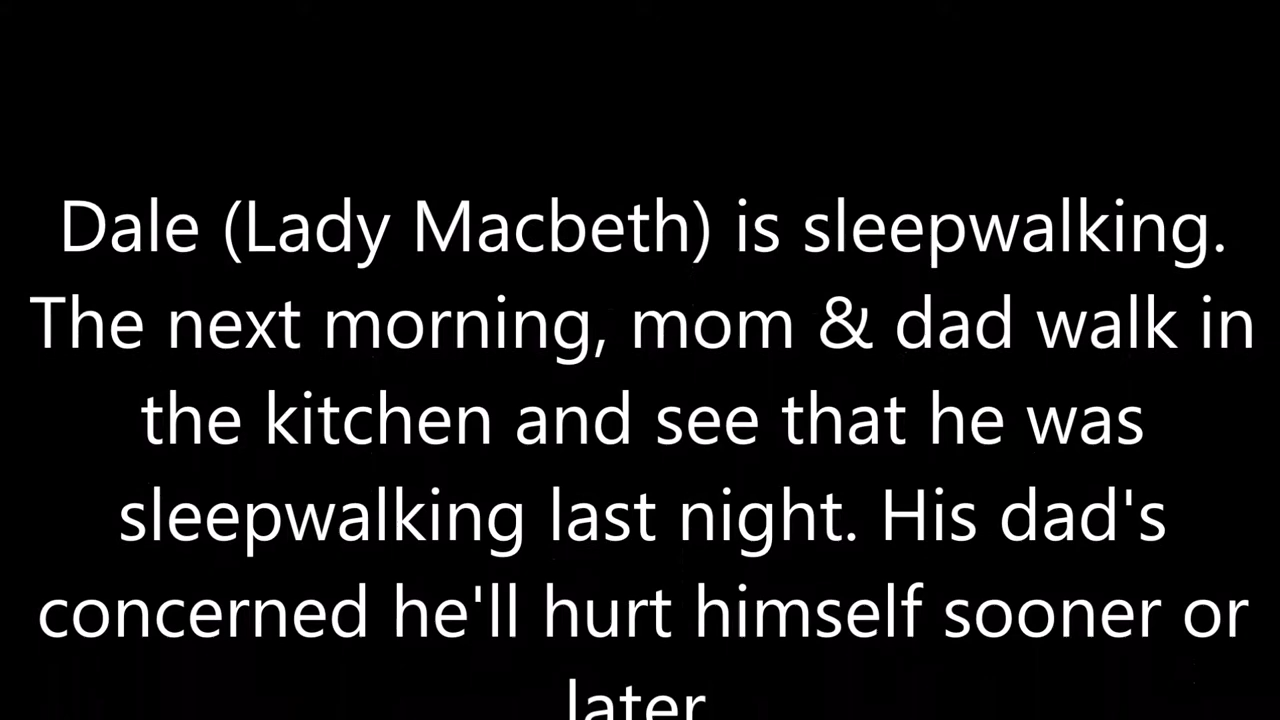 Dale (Lady Macbeth) is sleepwalking.
The next morning, mom & dad walk in
the kitchen and see that he was
sleepwalking last night. His dad's
concerned he'll hurt himself sooner or
later